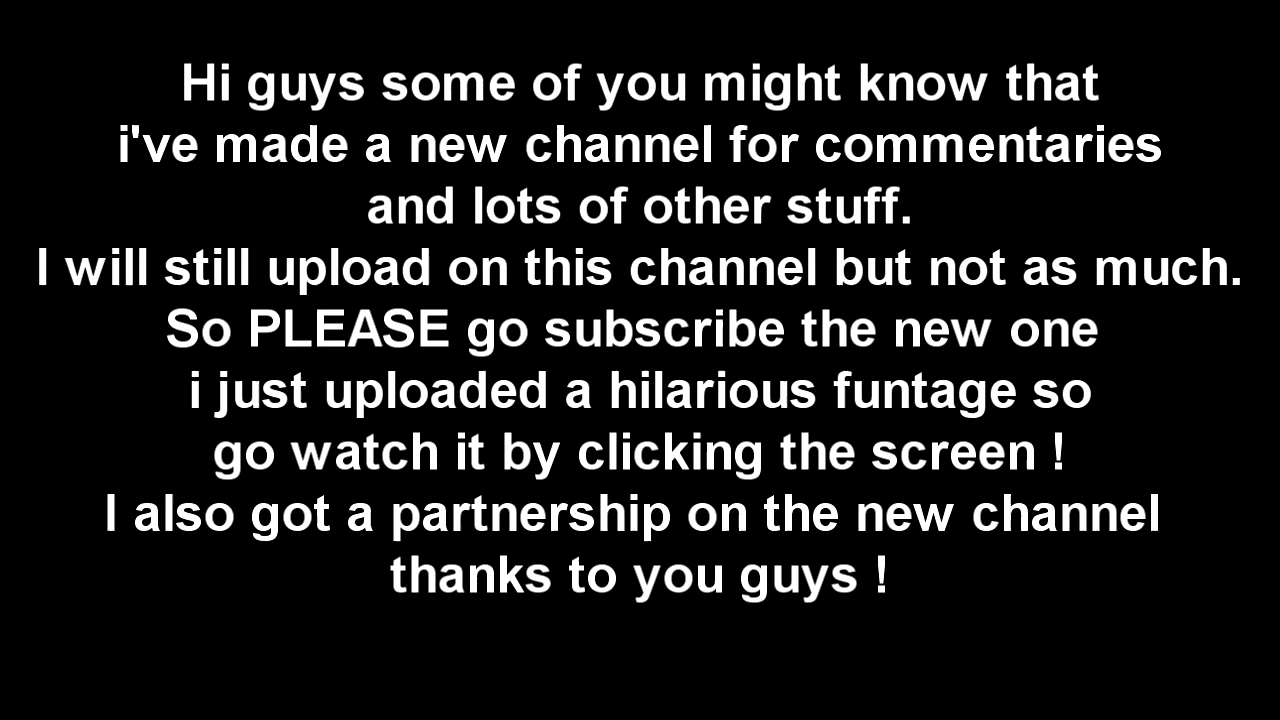 Hi guys some of you might know that
i've made a new channel for commentaries
and lots of other stuff.
I will still upload on this channel but not as much.
So PLEASE go subscribe the new one
i just uploaded a hilarious funtage so
go watch it by clicking the screen !
I also got a partnership on the new channel
thanks to you guys !